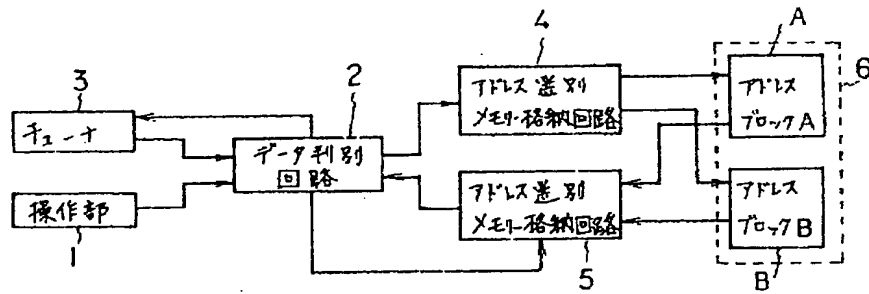 3
チューナ
操作部
1
2
データ判別
回路
4
アドレス選別
メモリー格納回路
アドレス選別
メモリー格納回路
5
A
アドレス
ブロックA
アドレス
ブロックB
B
6